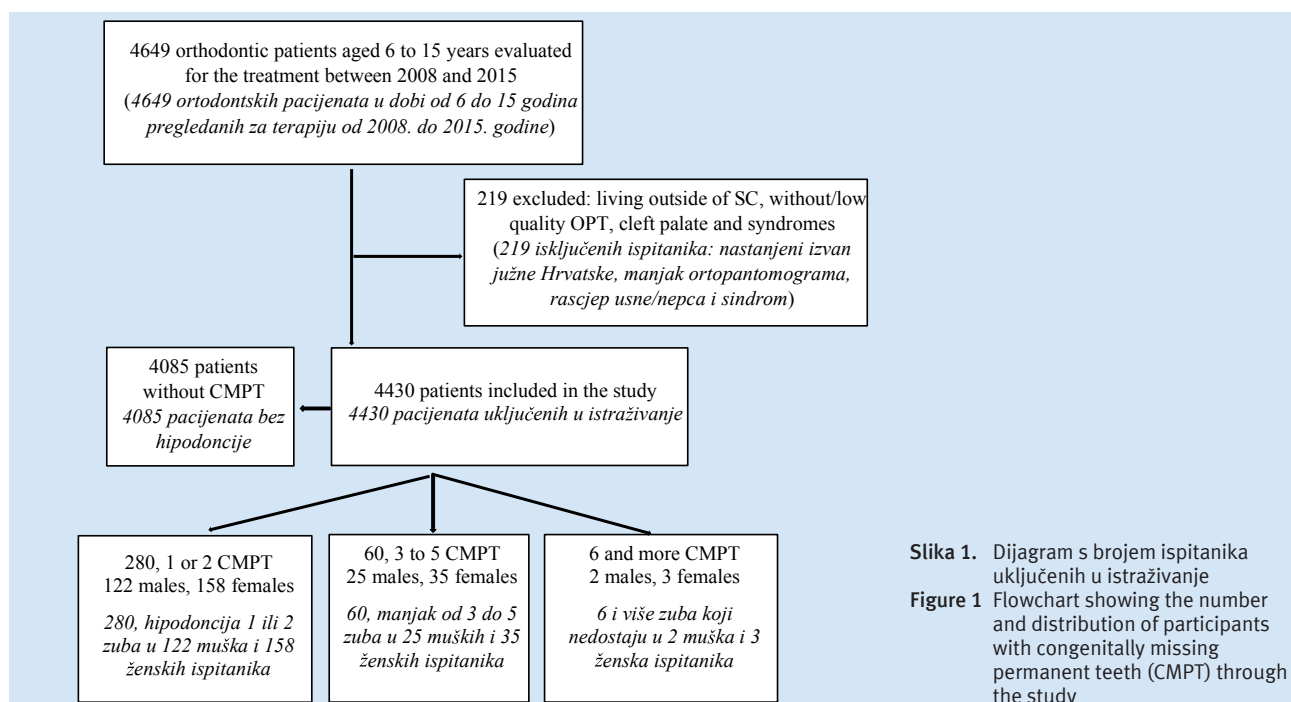 4649 orthodontic patients aged 6 to 15 years evaluated
for the treatment between 2008 and 2015
(4649 ortodontskih pacijenata u dobi od 6 do 15 godina
pregledanih za terapiju od 2008. do 2015. godine)
219 excluded: living outside of SC, without/low
quality OPT, cleft palate and syndromes
(219 isključenih ispitanika: nastanjeni izvan
južne Hrvatske, manjak ortopantomograma,
rascjep usne/nepca i sindrom)
4085 patients
without CMPT
4085 pacijenata bez
hipodoncije
4430 patients included in the study
4430 pacijenata uključenih u istraživanje
280, 1 or 2 CMPT
122 males, 158 females
280, hipodoncija 1 ili 2
zuba u 122 muška i 158
ženskih ispitanika
60, 3 to 5 CMPT
25 males, 35 females
60, manjak od 3 do 5
zuba u 25 muških i 35
ženskih ispitanika
6 and more CMPT
2 males, 3 females
6 i više zuba koji
nedostaju u 2 muška i 3
ženska ispitanika
Slika 1. Dijagram s brojem ispitanika
uključenih u istraživanje
Figure 1 Flowchart showing the number
and distribution of participants
with congenitally missing
permanent teeth (CMPT) through
the study